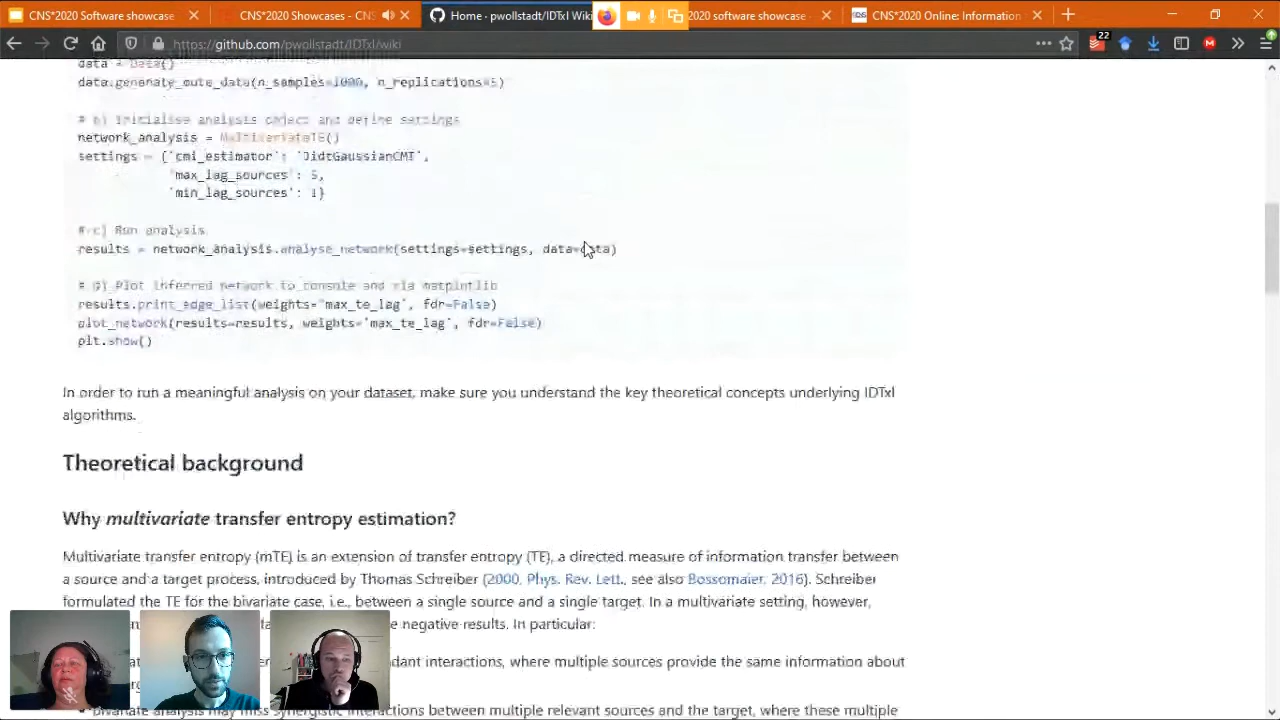 CNS*2020 Software showcase
CNS*2020 Showcases - CNS
Home · pwollstadt/IDTxl Wiki
2020 software showcase
CNS*2020 Online: Information
https://github.com/pwollstadt/IDTxl/wiki
22
data = Data()
data.generate_mute_data(n_samples=1000, n_replications=5)
# b) Initialise analysis object and define settings
network_analysis = MultivariateTE()
settings = {'cmi_estimator': 'JidtGaussianCMI',
'max_lag_sources': 5,
'min_lag_sources': 1}
# c) Run analysis
results = network_analysis.analyse_network(settings=settings, data=data)
# d) Plot inferred network to console and via matplotlib
results.print_edge_list(weights='max_te_lag', fdr=False)
plot_network(results=results, weights='max_te_lag', fdr=False)
plt.show()
In order to run a meaningful analysis on your dataset, make sure you understand the key theoretical concepts underlying IDTxl
algorithms.
Theoretical background
Why multivariate transfer entropy estimation?
Multivariate transfer entropy (mTE) is an extension of transfer entropy (TE), a directed measure of information transfer between
a source and a target process, introduced by Thomas Schreiber (2000, Phys. Rev. Lett., see also Bossomaier, 2016). Schreiber
formulated the TE for the bivariate case, i.e., between a single source and a single target. In a multivariate setting, however,
negative results. In particular:
interactions, where multiple sources provide the same information about
bivariate analysis may miss synergistic interactions between multiple relevant sources and the target, where these multiple